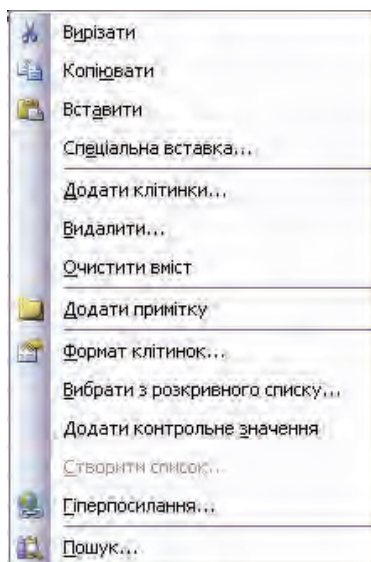 Вирізати
Копіювати
Вставити
Спеціальна вставка...
Додати клітинки...
Видалити...
Очистити вміст
Додати примітку
Формат клітинок...
Вибрати з розкривного списку...
Додати контрольне значення
Створити список...
Гіперпосилання...
Пошук...